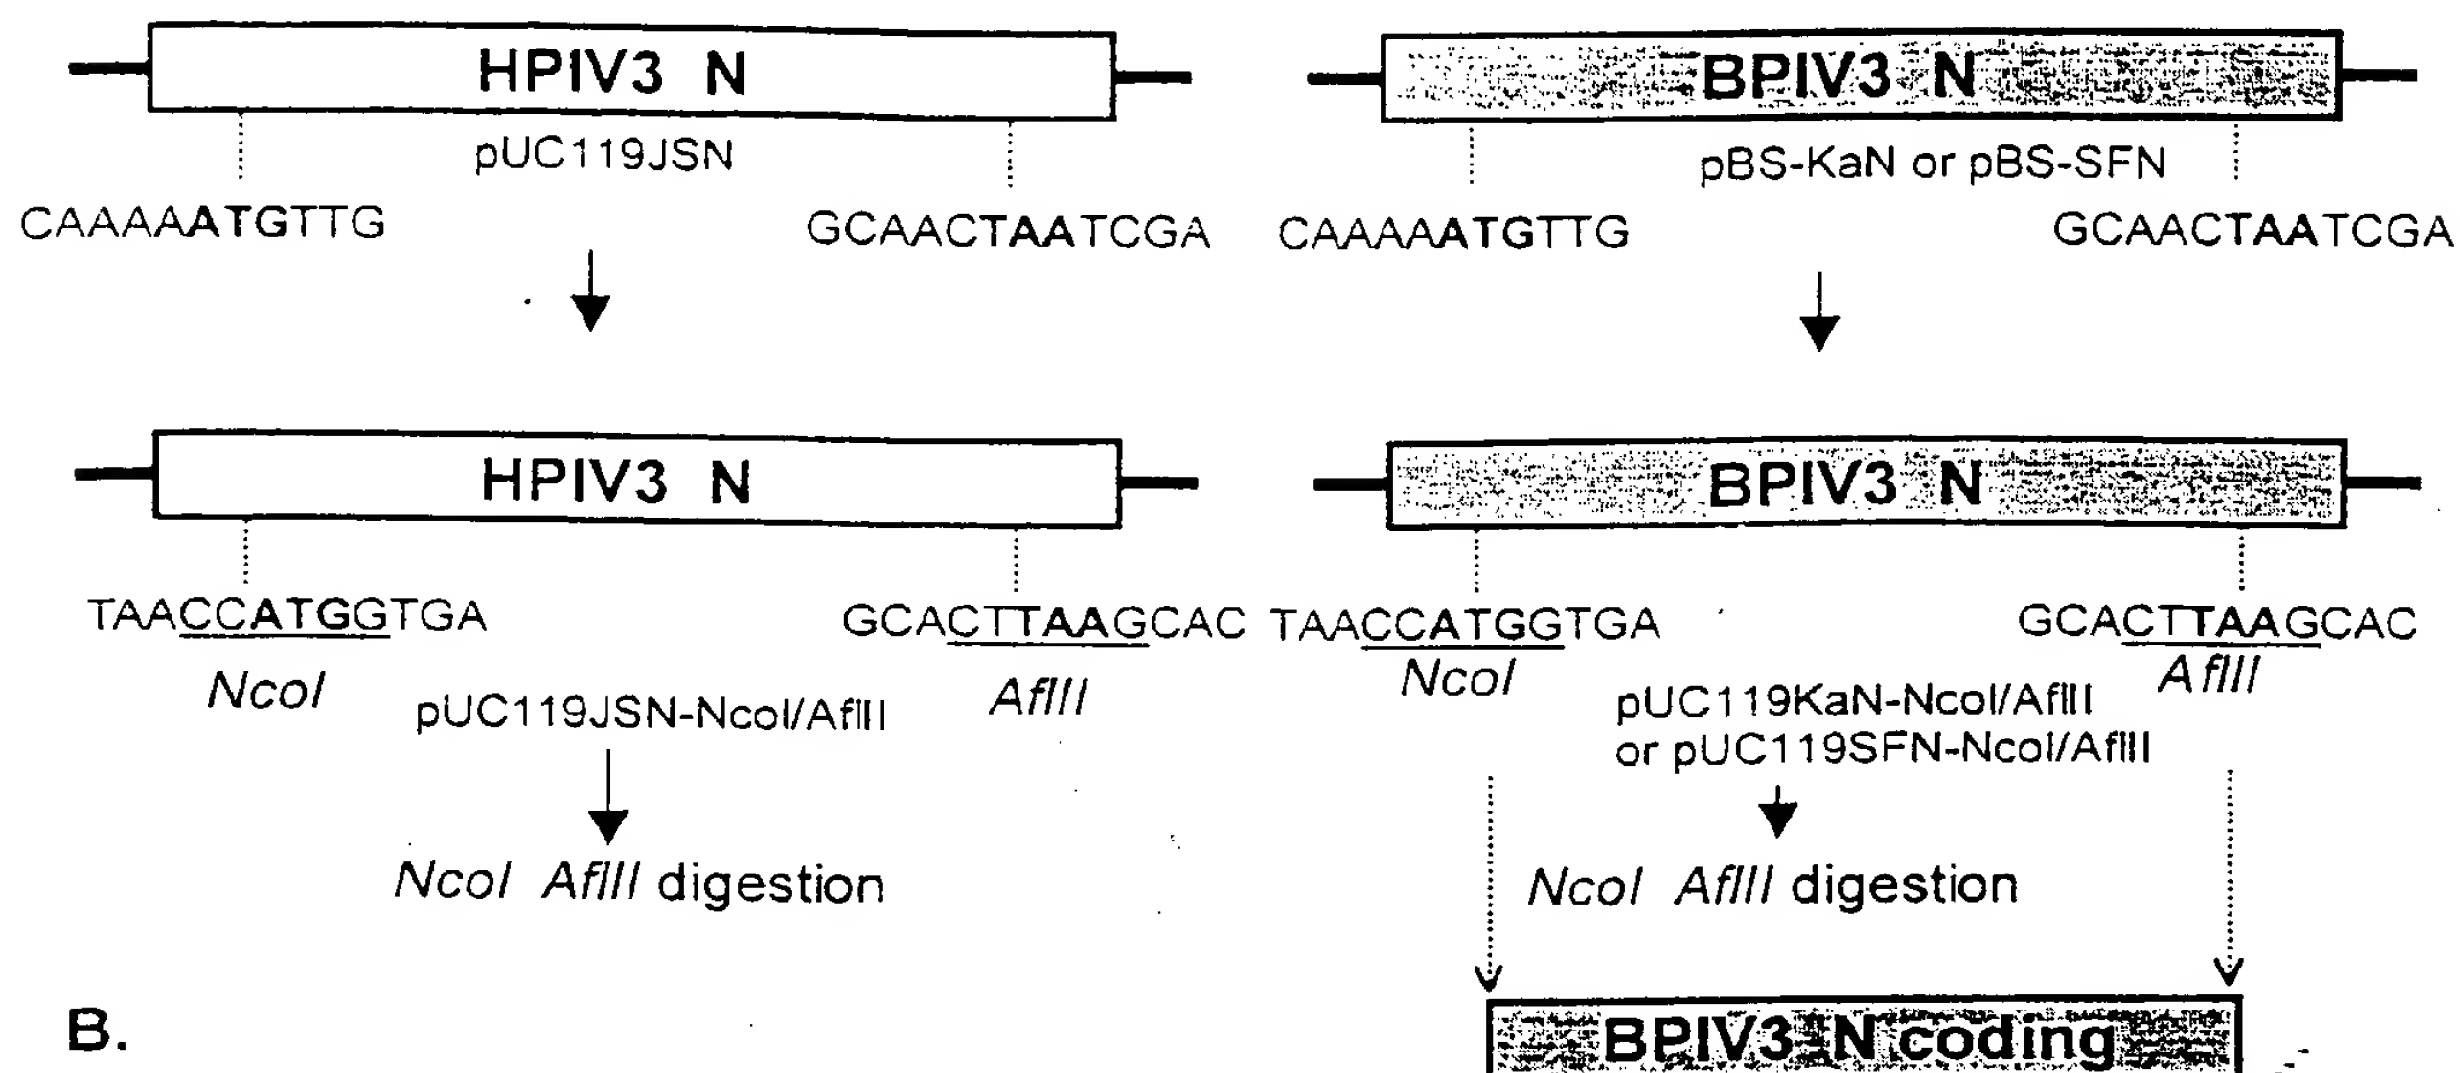 HPIV3 N
BPIV3 N
pUC119JSN
pBS-KaN or pBS-SFN
CAAAAATGTTG
GCAACTAATCGA
CAAAAATGTTG
GCAACTAATCGA
HPIV3 N
BPIV3 N
TAACCATGGTGA
GCACTTAAGCAC
TAACCATGGTGA
GCACTTAAGCAC
NcoI
AflII
NcoI
AflII
pUC119JSN-NcoI/AflII
pUC119KaN-NcoI/AflII
or pUC119SFN-NcoI/AflII
NcoI AflII digestion
NcoI AflII digestion
B.
BPIV3 N coding